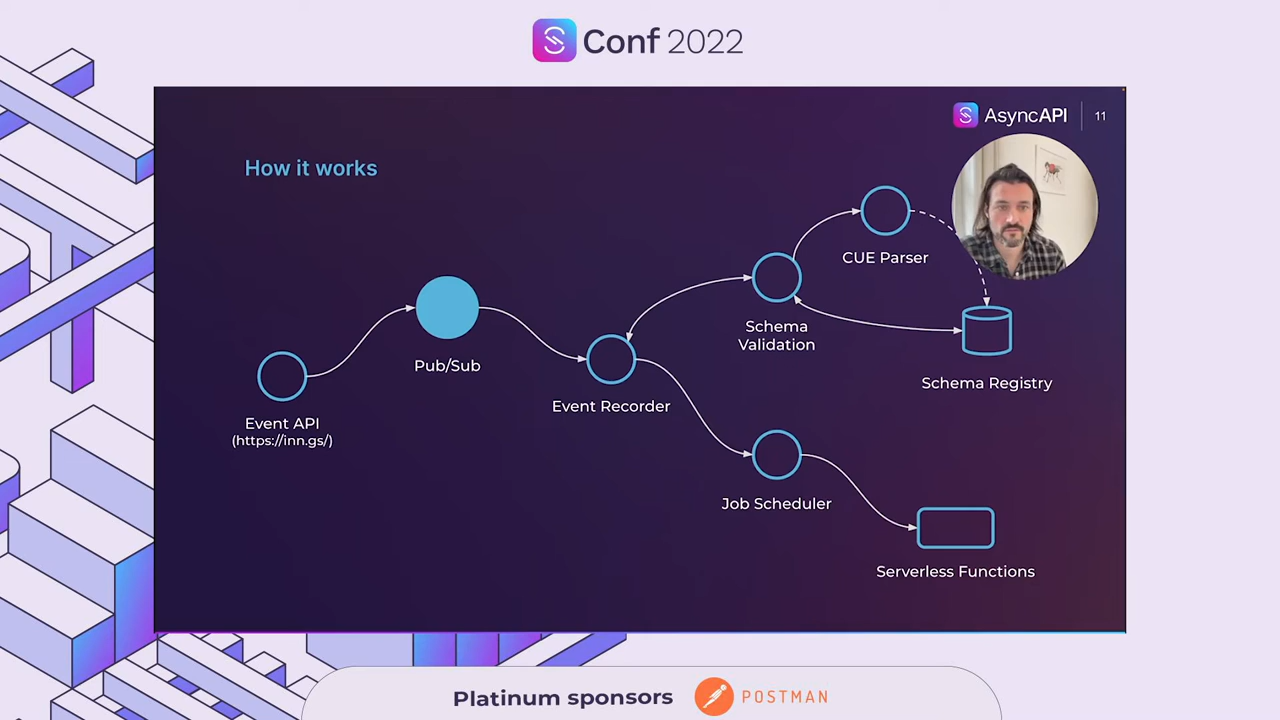 Conf 2022
AsyncAPI
11
How it works
CUE Parser
Schema
Validation
Pub/Sub
Schema Registry
Event Recorder
Event API
(https://inn.gs/)
Job Scheduler
Serverless Functions
Platinum sponsors
POSTMAN